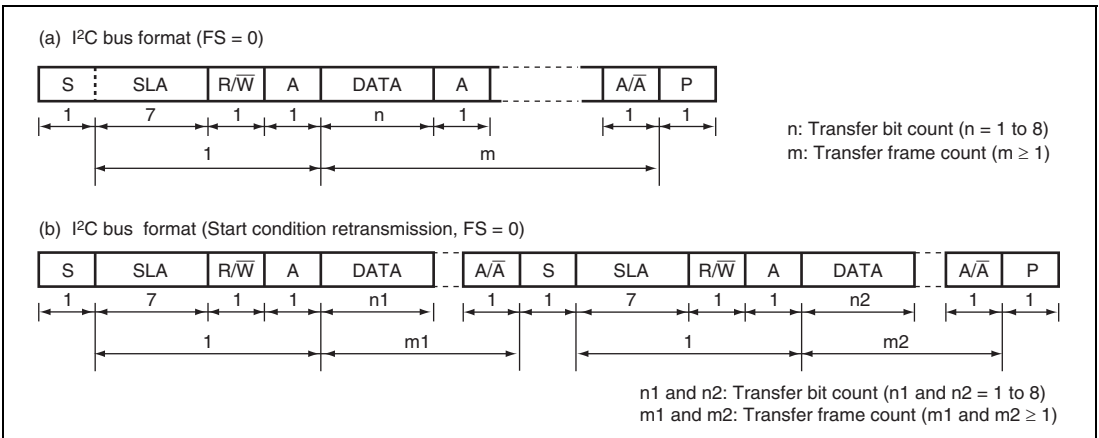 (a) I²C bus format (FS = 0)
S SLA R/W̅ A DATA A A/A̅ P
1 7 1 1 n 1 1 1
1 m
n: Transfer bit count (n = 1 to 8)
m: Transfer frame count (m ≥ 1)
(b) I²C bus format (Start condition retransmission, FS = 0)
S SLA R/W̅ A DATA A/A̅ S SLA R/W̅ A DATA A/A̅ P
1 7 1 1 n1 1 1 7 1 1 n2 1 1
1 m1 1 m2
n1 and n2: Transfer bit count (n1 and n2 = 1 to 8)
m1 and m2: Transfer frame count (m1 and m2 ≥ 1)